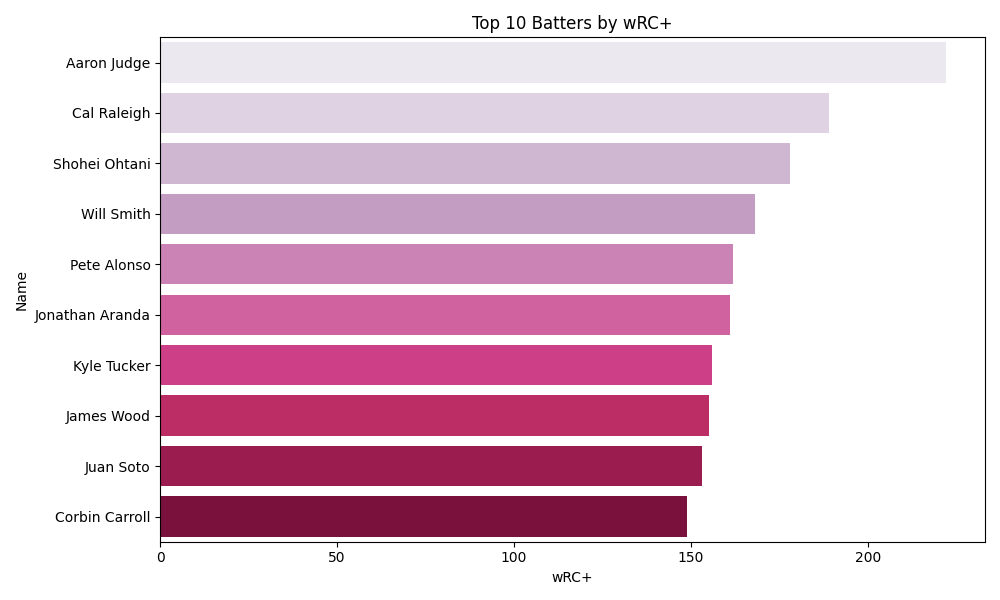 Top 10 Batters by wRC+
Name
Aaron Judge
Cal Raleigh
Shohei Ohtani
Will Smith
Pete Alonso
Jonathan Aranda
Kyle Tucker
James Wood
Juan Soto
Corbin Carroll
0 50 100 150 200
wRC+